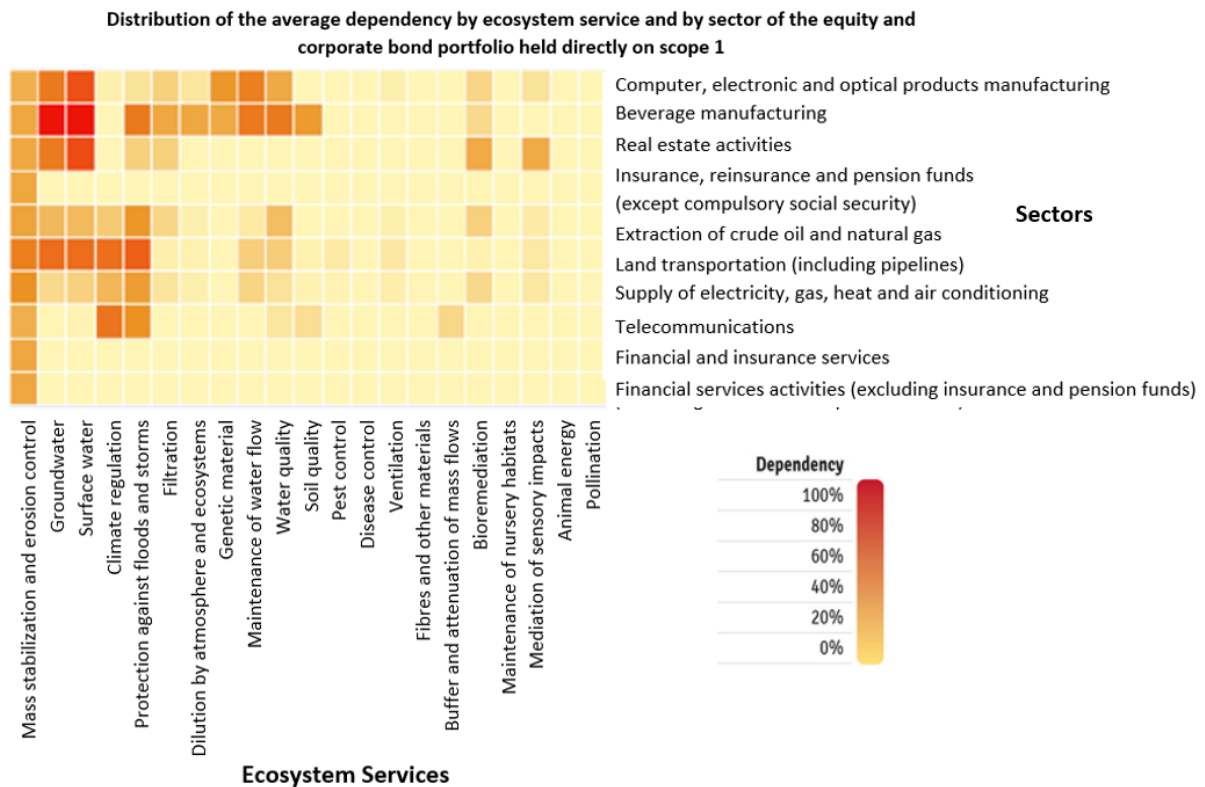 Distribution of the average dependency by ecosystem service and by sector of the equity and
corporate bond portfolio held directly on scope 1
Computer, electronic and optical products manufacturing
Beverage manufacturing
Real estate activities
Insurance, reinsurance and pension funds
(except compulsory social security)
Sectors
Extraction of crude oil and natural gas
Land transportation (including pipelines)
Supply of electricity, gas, heat and air conditioning
Telecommunications
Financial and insurance services
Financial services activities (excluding insurance and pension funds)
Mass stabilization and erosion control
Groundwater
Surface water
Climate regulation
Protection against floods and storms
Filtration
Dilution by atmosphere and ecosystems
Genetic material
Maintenance of water flow
Water quality
Soil quality
Pest control
Disease control
Ventilation
Fibres and other materials
Buffer and attenuation of mass flows
Bioremediation
Maintenance of nursery habitats
Mediation of sensory impacts
Animal energy
Pollination
Dependency
100%
80%
60%
40%
20%
0%
Ecosystem Services